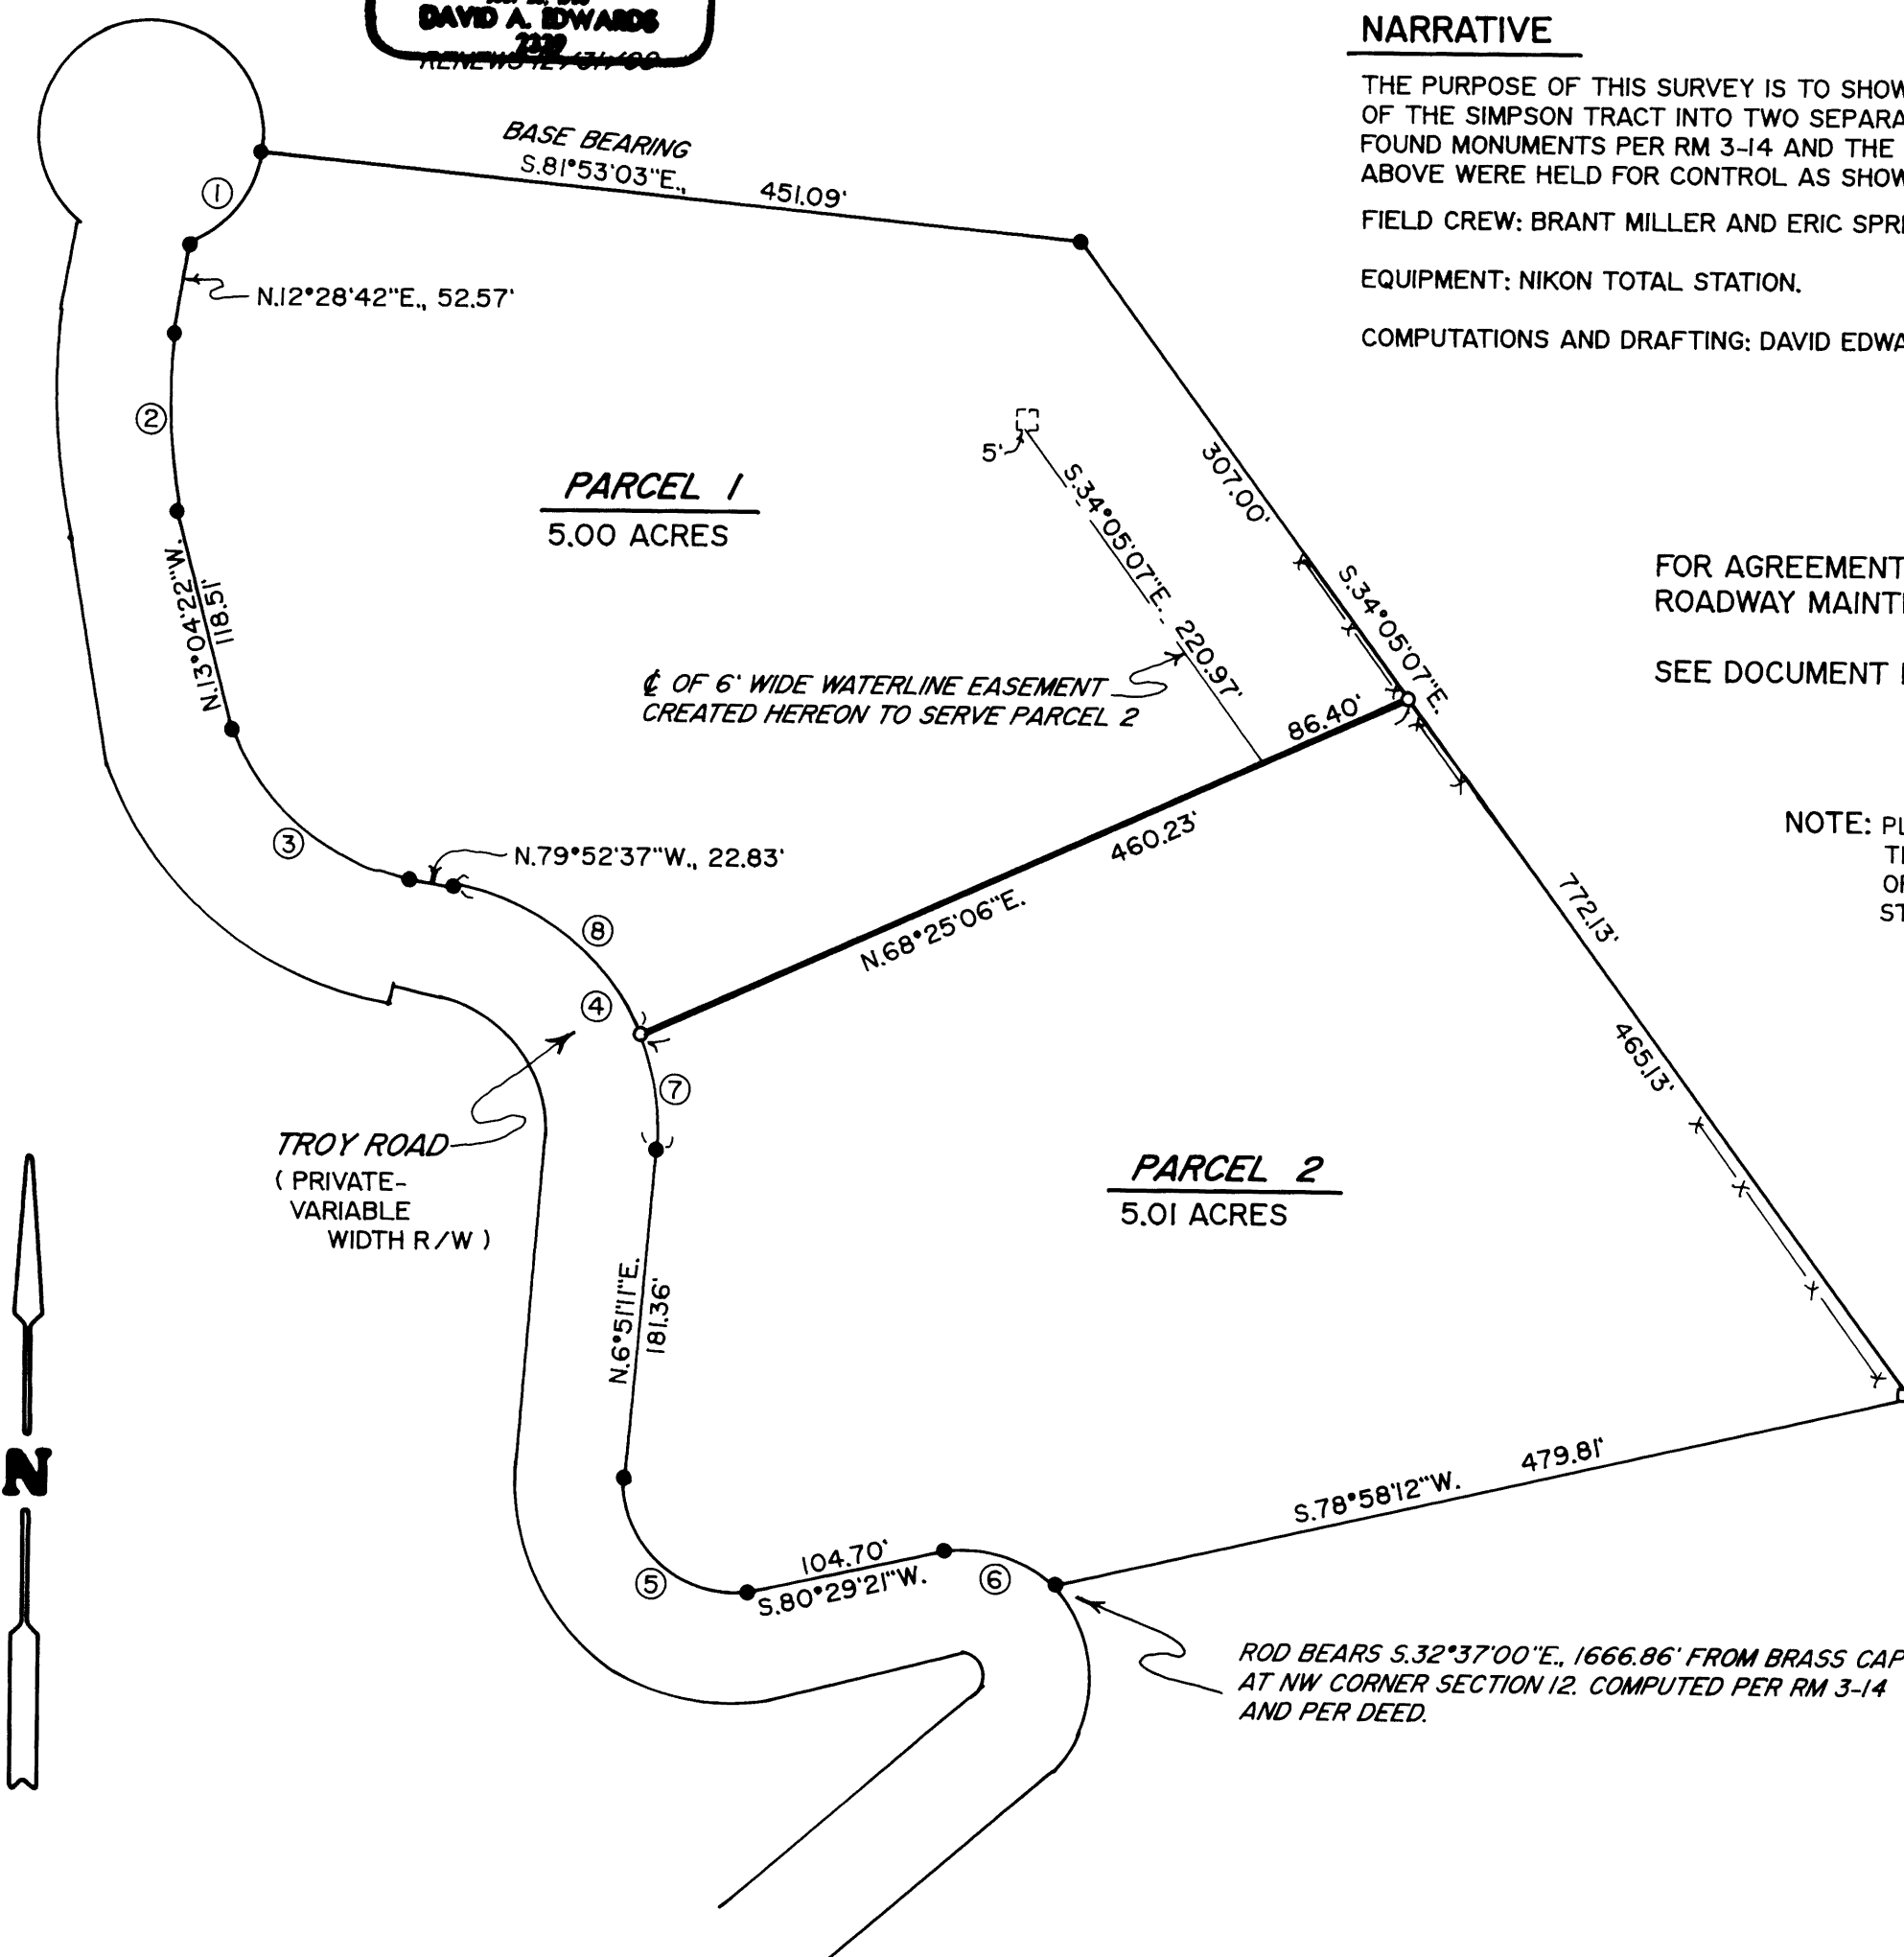 DAVID A. EDWARDS
2339
RENEWS 12/31/00
NARRATIVE
THE PURPOSE OF THIS SURVEY IS TO SHOW
OF THE SIMPSON TRACT INTO TWO SEPARA
FOUND MONUMENTS PER RM 3-14 AND THE
ABOVE WERE HELD FOR CONTROL AS SHOW
FIELD CREW: BRANT MILLER AND ERIC SPR
EQUIPMENT: NIKON TOTAL STATION.
COMPUTATIONS AND DRAFTING: DAVID EDWA
BASE BEARING
S.81°53'03"E., 451.09'
1
N.12°28'42"E., 52.57'
2
PARCEL 1
5.00 ACRES
5'
S.34°05'07"E. 220.97'
307.00'
S.34°05'07"E.
FOR AGREEMENT
ROADWAY MAINT
SEE DOCUMENT
N.13°04'22"W.
118.51'
℄ OF 6' WIDE WATERLINE EASEMENT
CREATED HEREON TO SERVE PARCEL 2
86.40'
460.23'
N.68°25'06"E.
3
N.79°52'37"W., 22.83'
NOTE: PL
OF
ST
772.13'
465.13'
8
4
7
TROY ROAD
( PRIVATE-
VARIABLE
WIDTH R/W )
PARCEL 2
5.01 ACRES
N.6°51'11"E.
181.36'
N
479.81'
S.78°58'12"W.
104.70'
S.80°29'21"W.
5
6
ROD BEARS S.32°37'00"E., 1666.86' FROM BRASS CAP
AT NW CORNER SECTION 12. COMPUTED PER RM 3-14
AND PER DEED.